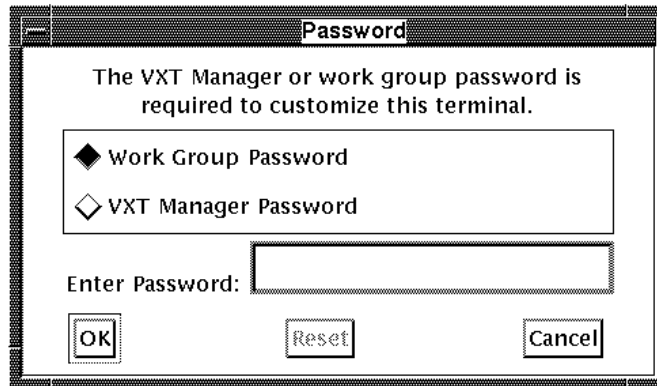 Password
The VXT Manager or work group password is
required to customize this terminal.
Work Group Password
VXT Manager Password
Enter Password:
OK Reset Cancel